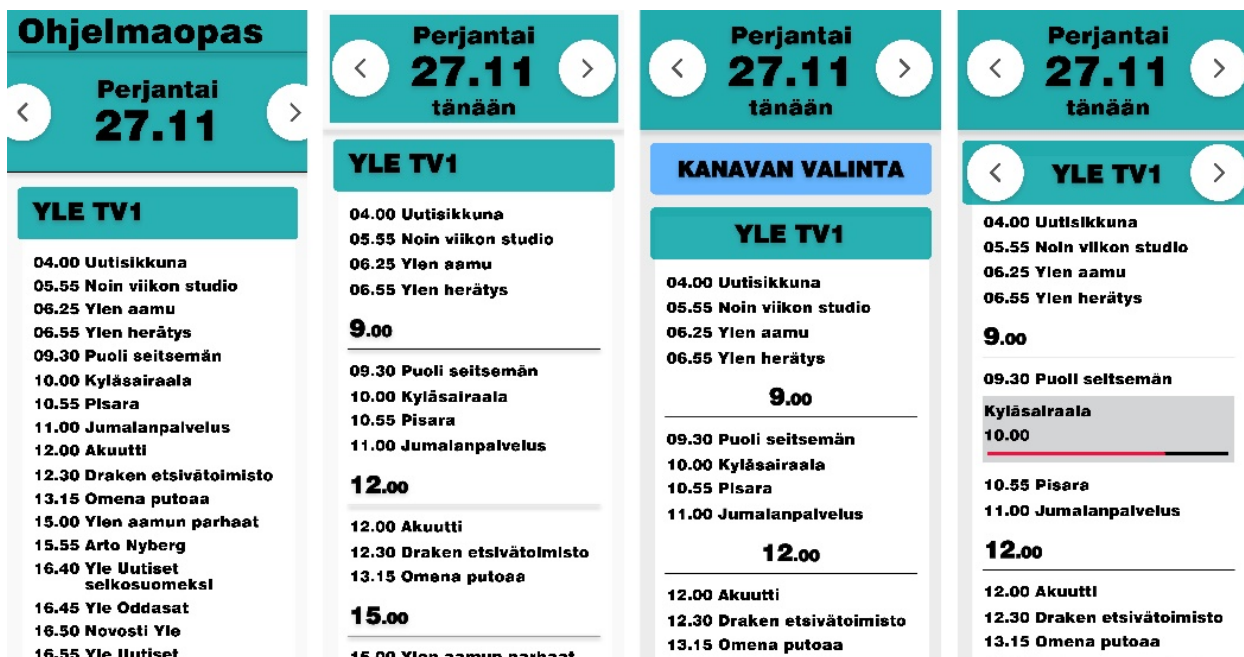 Ohjelmaopas
Perjantai
27.11
YLE TV1
04.00 Uutisikkuna
05.55 Noin viikon studio
06.25 Ylen aamu
06.55 Ylen herätys
09.30 Puoli seitsemän
10.00 Kyläsairaala
10.55 Pisara
11.00 Jumalanpalvelus
12.00 Akuutti
12.30 Draken etsivätoimisto
13.15 Omena putoaa
15.00 Ylen aamun parhaat
15.55 Arto Nyberg
16.40 Yle Uutiset
selkosuomeksi
16.45 Yle Oddasat
16.50 Novosti Yle
16.55 Yle Uutiset
Perjantai
27.11
tänään
YLE TV1
04.00 Uutisikkuna
05.55 Noin viikon studio
06.25 Ylen aamu
06.55 Ylen herätys
9.00
09.30 Puoli seitsemän
10.00 Kyläsairaala
10.55 Pisara
11.00 Jumalanpalvelus
12.00
12.00 Akuutti
12.30 Draken etsivätoimisto
13.15 Omena putoaa
15.00
15.00 Ylen aamun parhaat
Perjantai
27.11
tänään
KANAVAN VALINTA
YLE TV1
04.00 Uutisikkuna
05.55 Noin viikon studio
06.25 Ylen aamu
06.55 Ylen herätys
9.00
09.30 Puoli seitsemän
10.00 Kyläsairaala
10.55 Pisara
11.00 Jumalanpalvelus
12.00
12.00 Akuutti
12.30 Draken etsivätoimisto
13.15 Omena putoaa
Perjantai
27.11
tänään
YLE TV1
04.00 Uutisikkuna
05.55 Noin viikon studio
06.25 Ylen aamu
06.55 Ylen herätys
9.00
09.30 Puoli seitsemän
Kyläsairaala
10.00
10.55 Pisara
11.00 Jumalanpalvelus
12.00
12.00 Akuutti
12.30 Draken etsivätoimisto
13.15 Omena putoaa